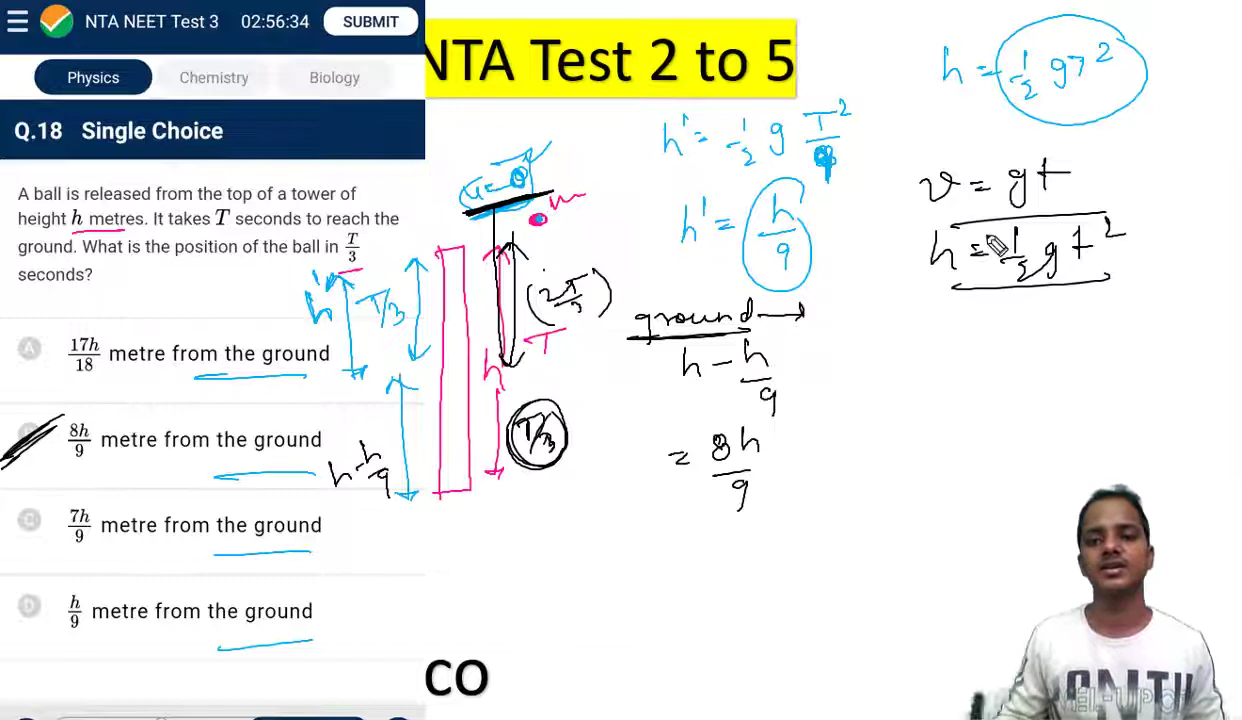 NTA NEET Test 3 02:56:34 SUBMIT
NTA Test 2 to 5
Physics Chemistry Biology
Q.18 Single Choice
A ball is released from the top of a tower of
height h metres. It takes T seconds to reach the
ground. What is the position of the ball in T/3
seconds?
A 17h/18 metre from the ground
8h/9 metre from the ground
C 7h/9 metre from the ground
D h/9 metre from the ground
u=0
m
h'
T/3
h
T
(2T/3)
T/3
h - h/9
h' = 1/2 g T²/9
h' = h/9
ground →
h - h/9
= 8h/9
h = 1/2 gT²
v = gt
h = 1/2 gt²
co